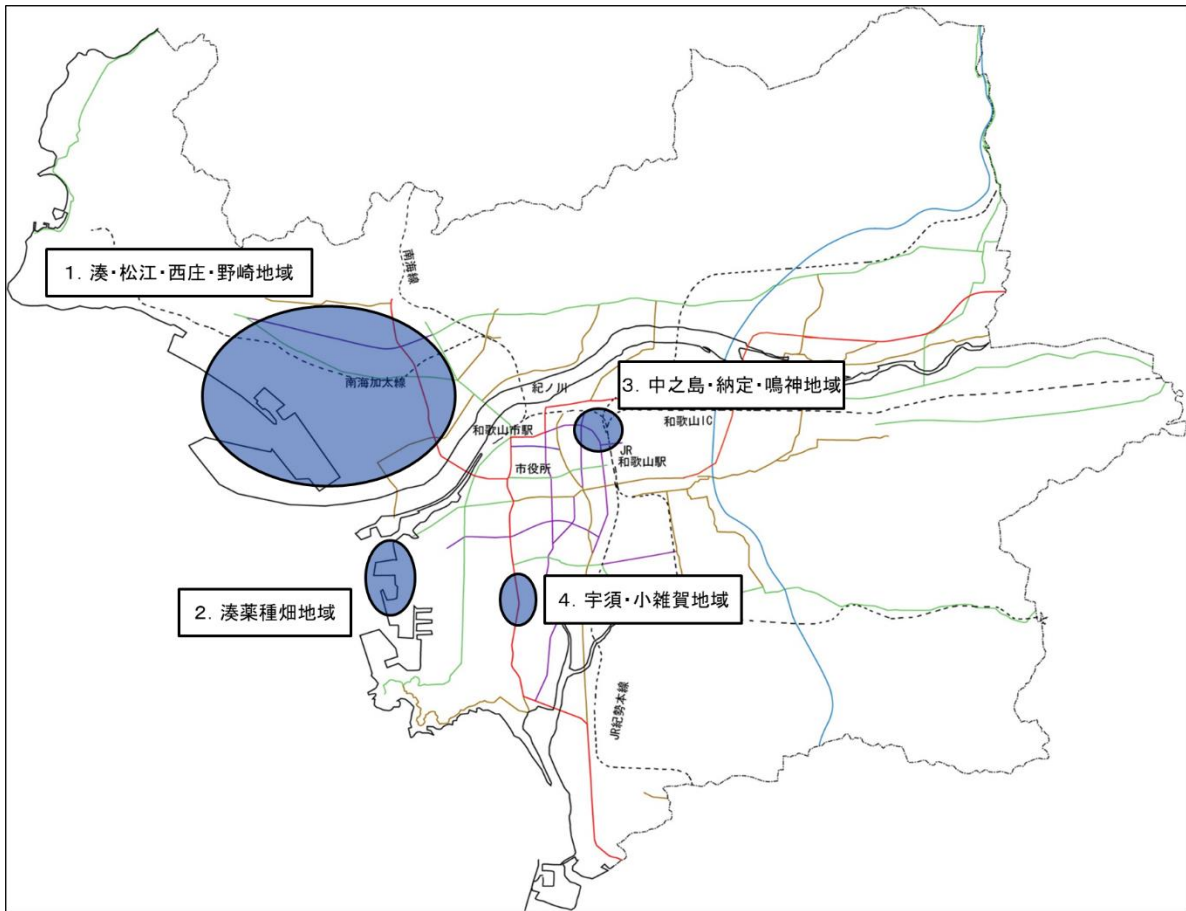 南海線
1. 湊・松江・西庄・野崎地域
南海加太線
紀ノ川
3. 中之島・納定・鳴神地域
和歌山市駅
和歌山IC
JR
和歌山駅
市役所
2. 湊薬種畑地域
4. 宇須・小雑賀地域
JR紀勢本線